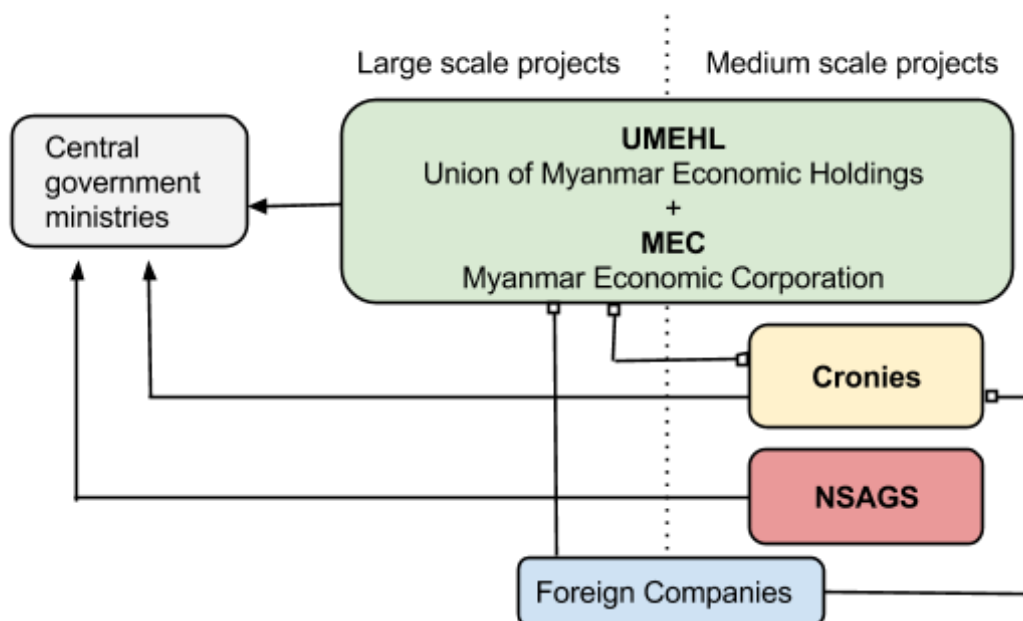 Large scale projects
Medium scale projects
Central
government
ministries
UMEHL
Union of Myanmar Economic Holdings
+
MEC
Myanmar Economic Corporation
Cronies
NSAGS
Foreign Companies